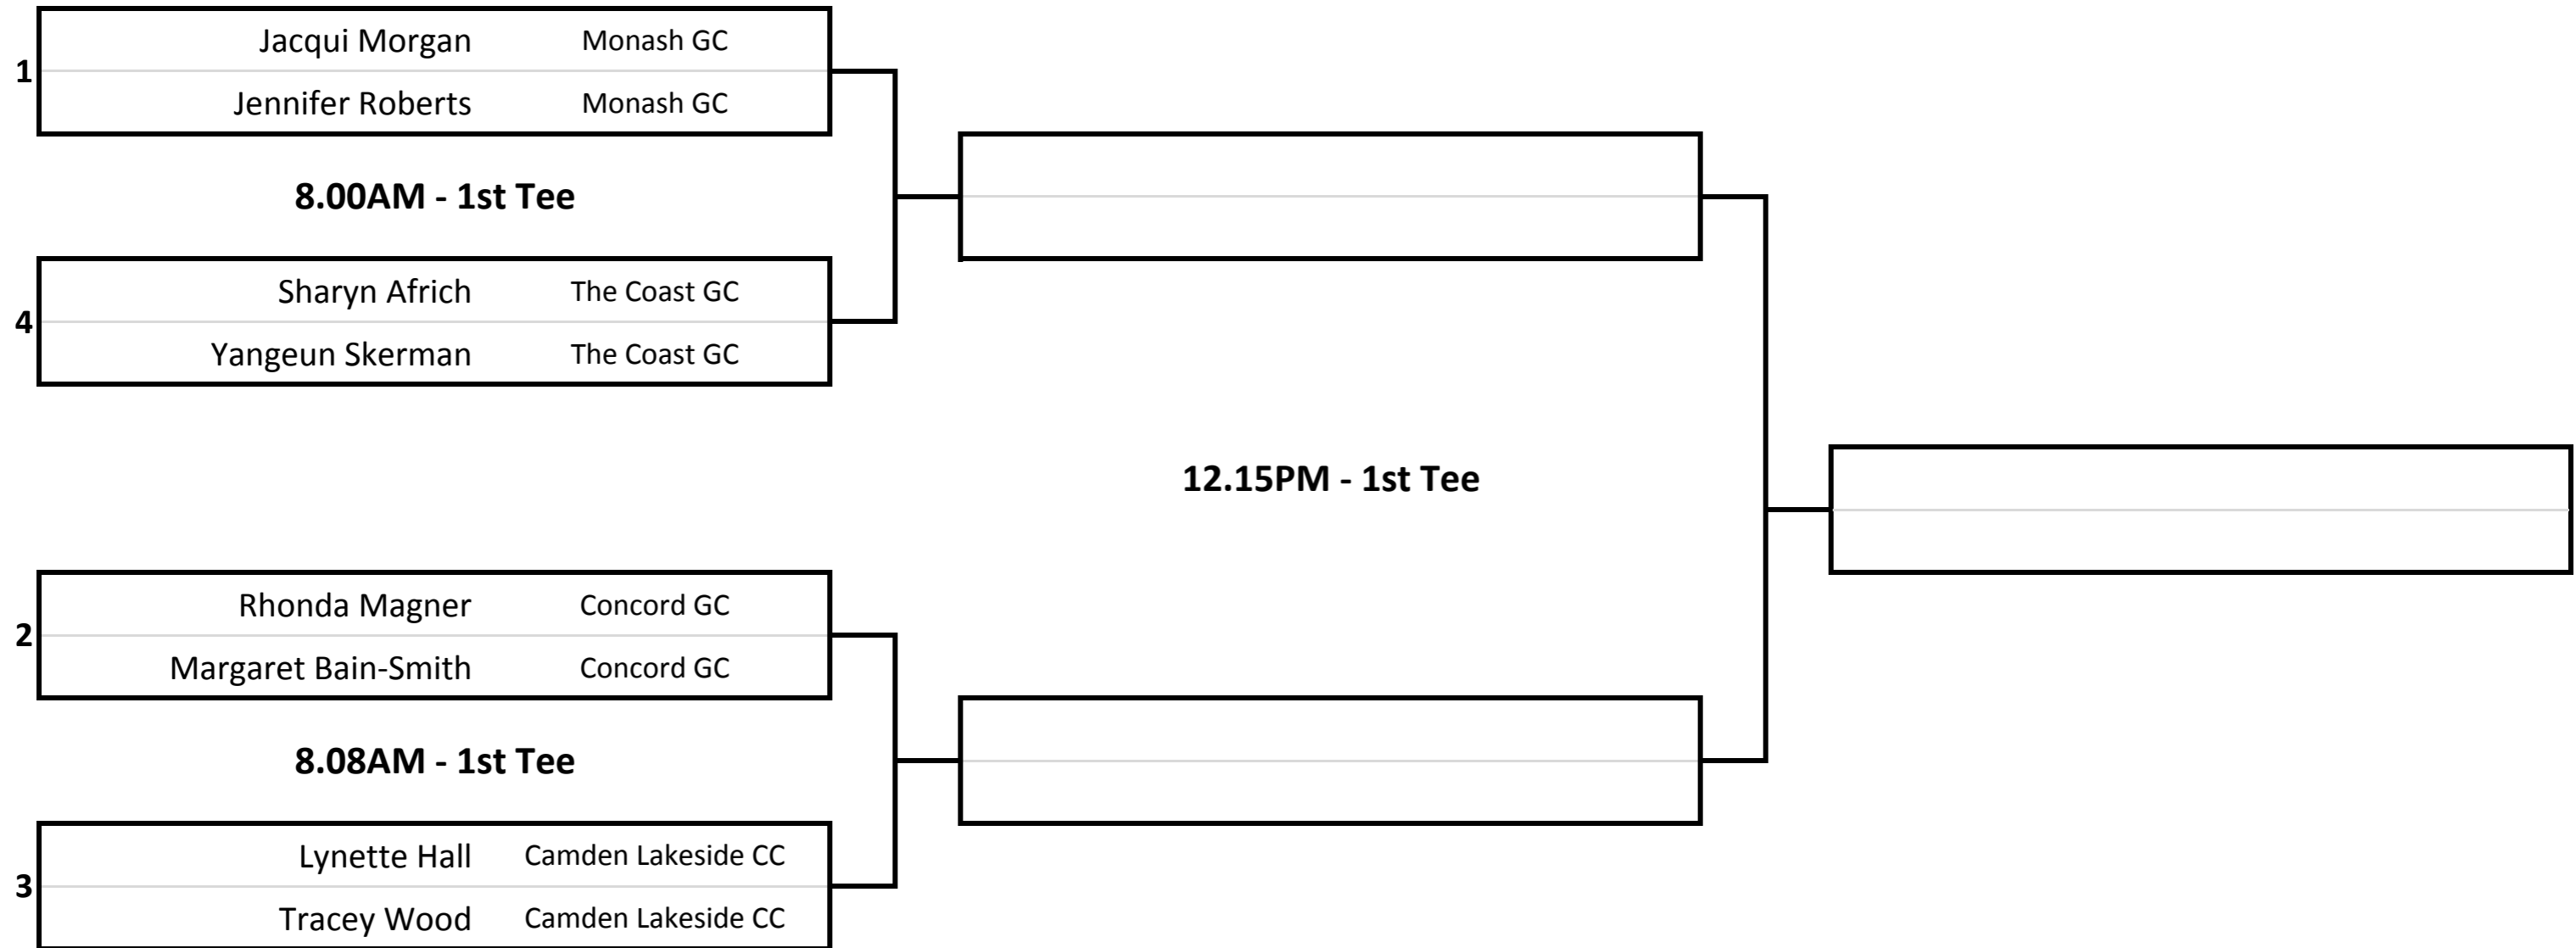 Jacqui Morgan Monash GC
1
Jennifer Roberts Monash GC
8.00AM - 1st Tee
Sharyn Africh The Coast GC
4
Yangeun Skerman The Coast GC
12.15PM - 1st Tee
Rhonda Magner Concord GC
2
Margaret Bain-Smith Concord GC
8.08AM - 1st Tee
Lynette Hall Camden Lakeside CC
3
Tracey Wood Camden Lakeside CC